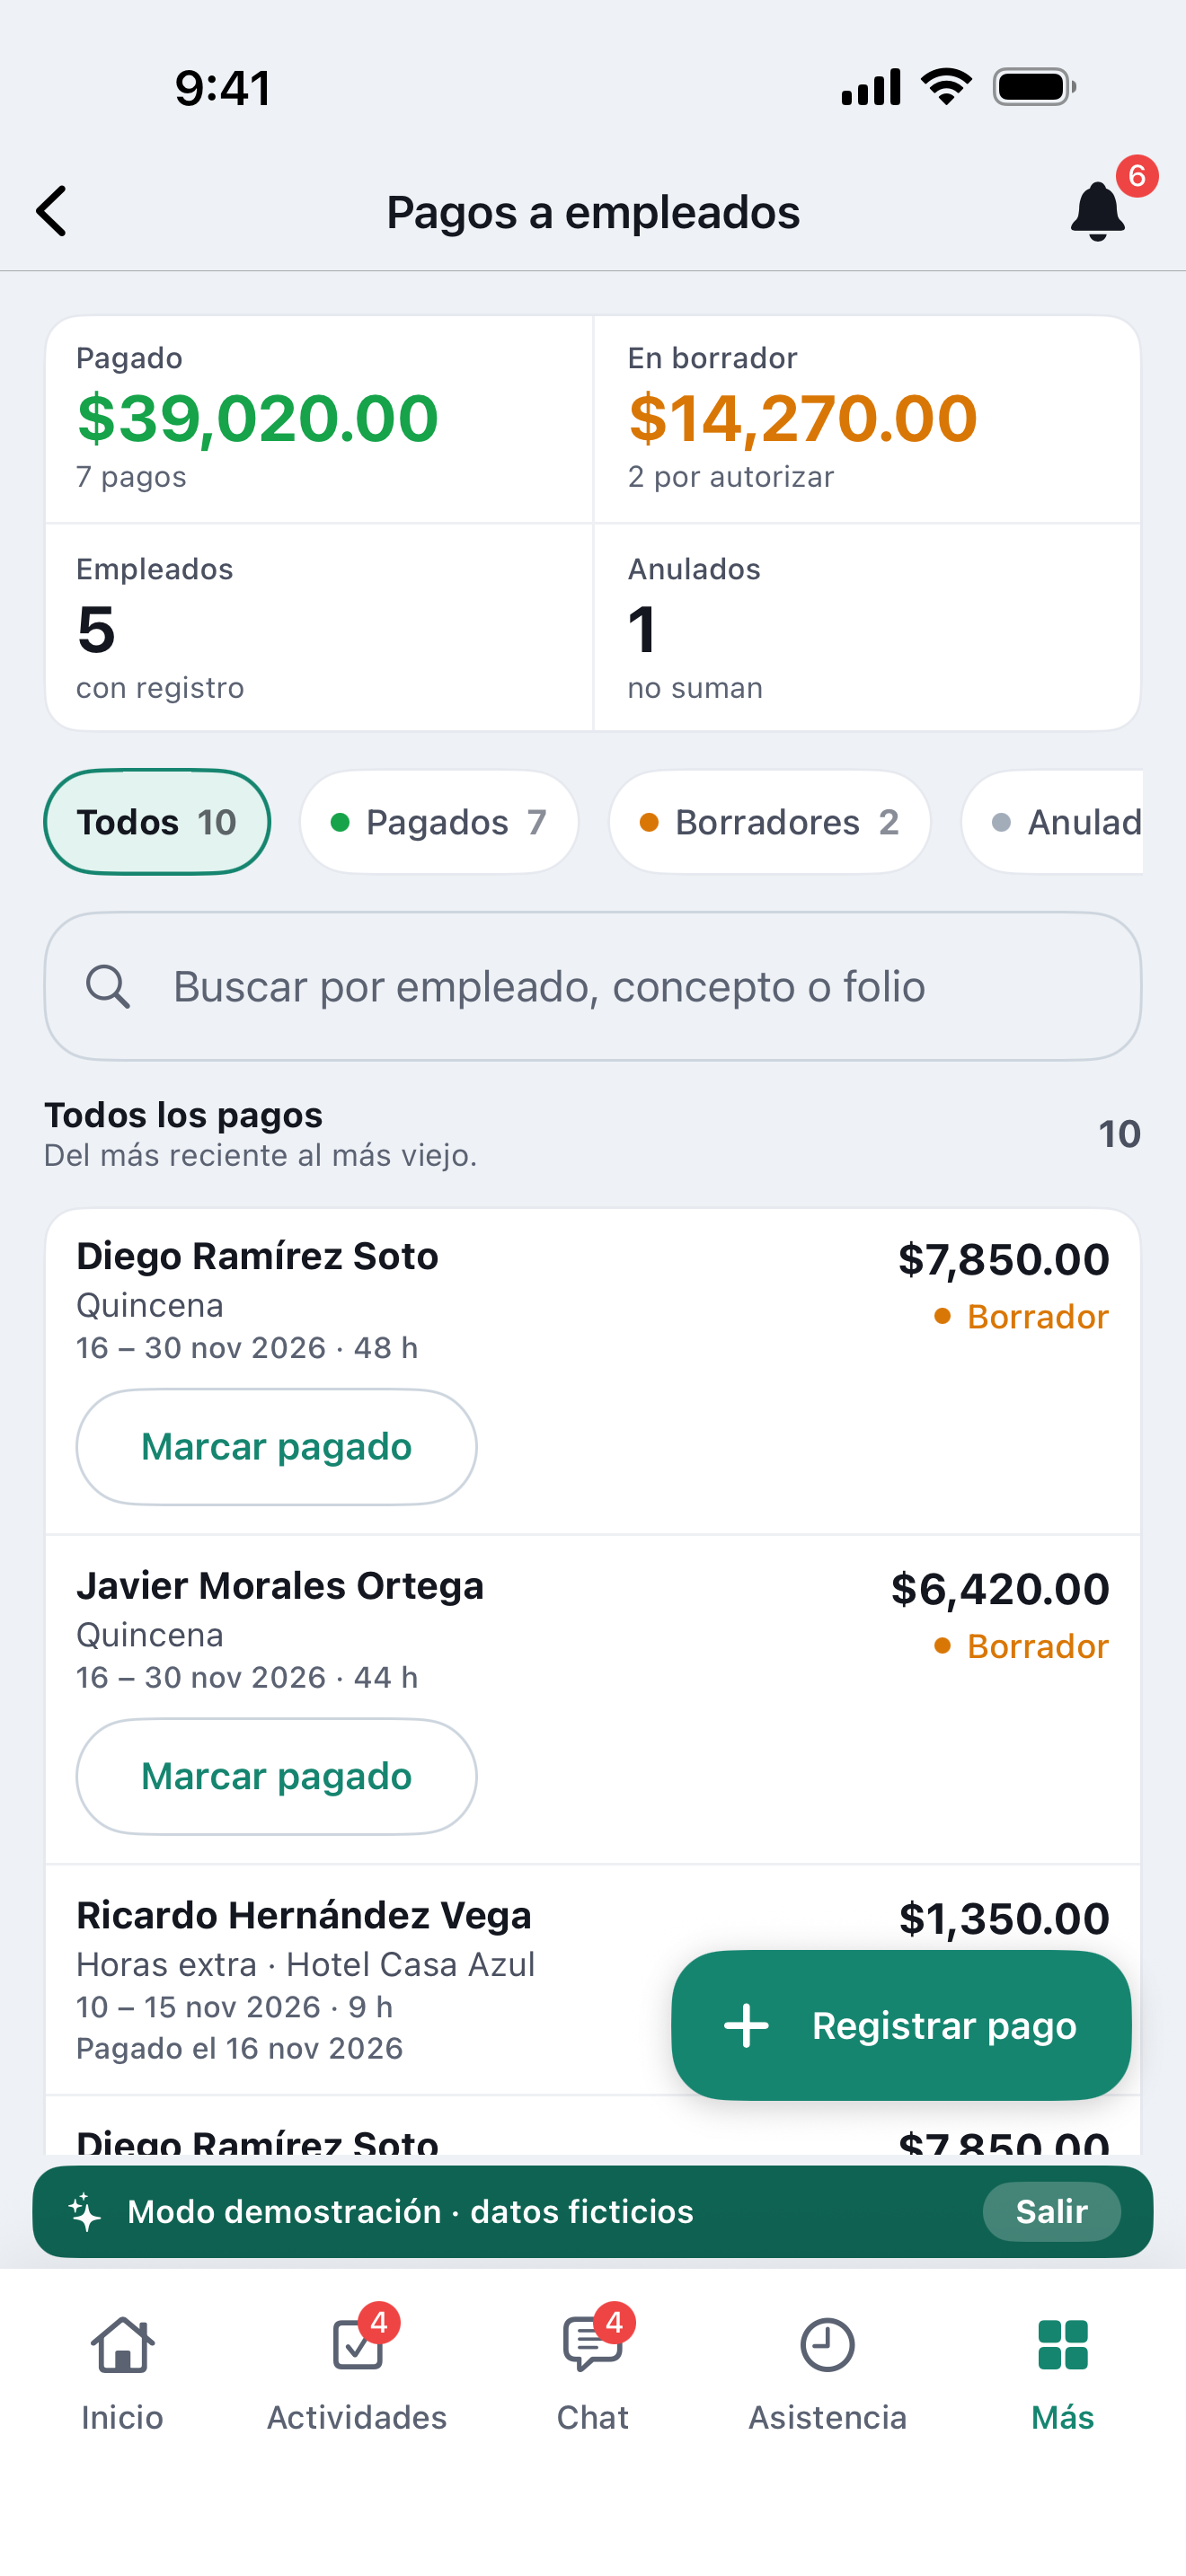 9:41
Pagos a empleados
6
Pagado
$39,020.00
7 pagos
En borrador
$14,270.00
2 por autorizar
Empleados
5
con registro
Anulados
1
no suman
Todos 10
Pagados 7
Borradores 2
Anulad
Buscar por empleado, concepto o folio
Todos los pagos
Del más reciente al más viejo.
10
Diego Ramírez Soto
$7,850.00
Quincena
Borrador
16 – 30 nov 2026 · 48 h
Marcar pagado
Javier Morales Ortega
$6,420.00
Quincena
Borrador
16 – 30 nov 2026 · 44 h
Marcar pagado
Ricardo Hernández Vega
$1,350.00
Horas extra · Hotel Casa Azul
10 – 15 nov 2026 · 9 h
Pagado el 16 nov 2026
Registrar pago
Diego Ramírez Soto
$7,850.00
Modo demostración · datos ficticios
Salir
4
4
Inicio
Actividades
Chat
Asistencia
Más